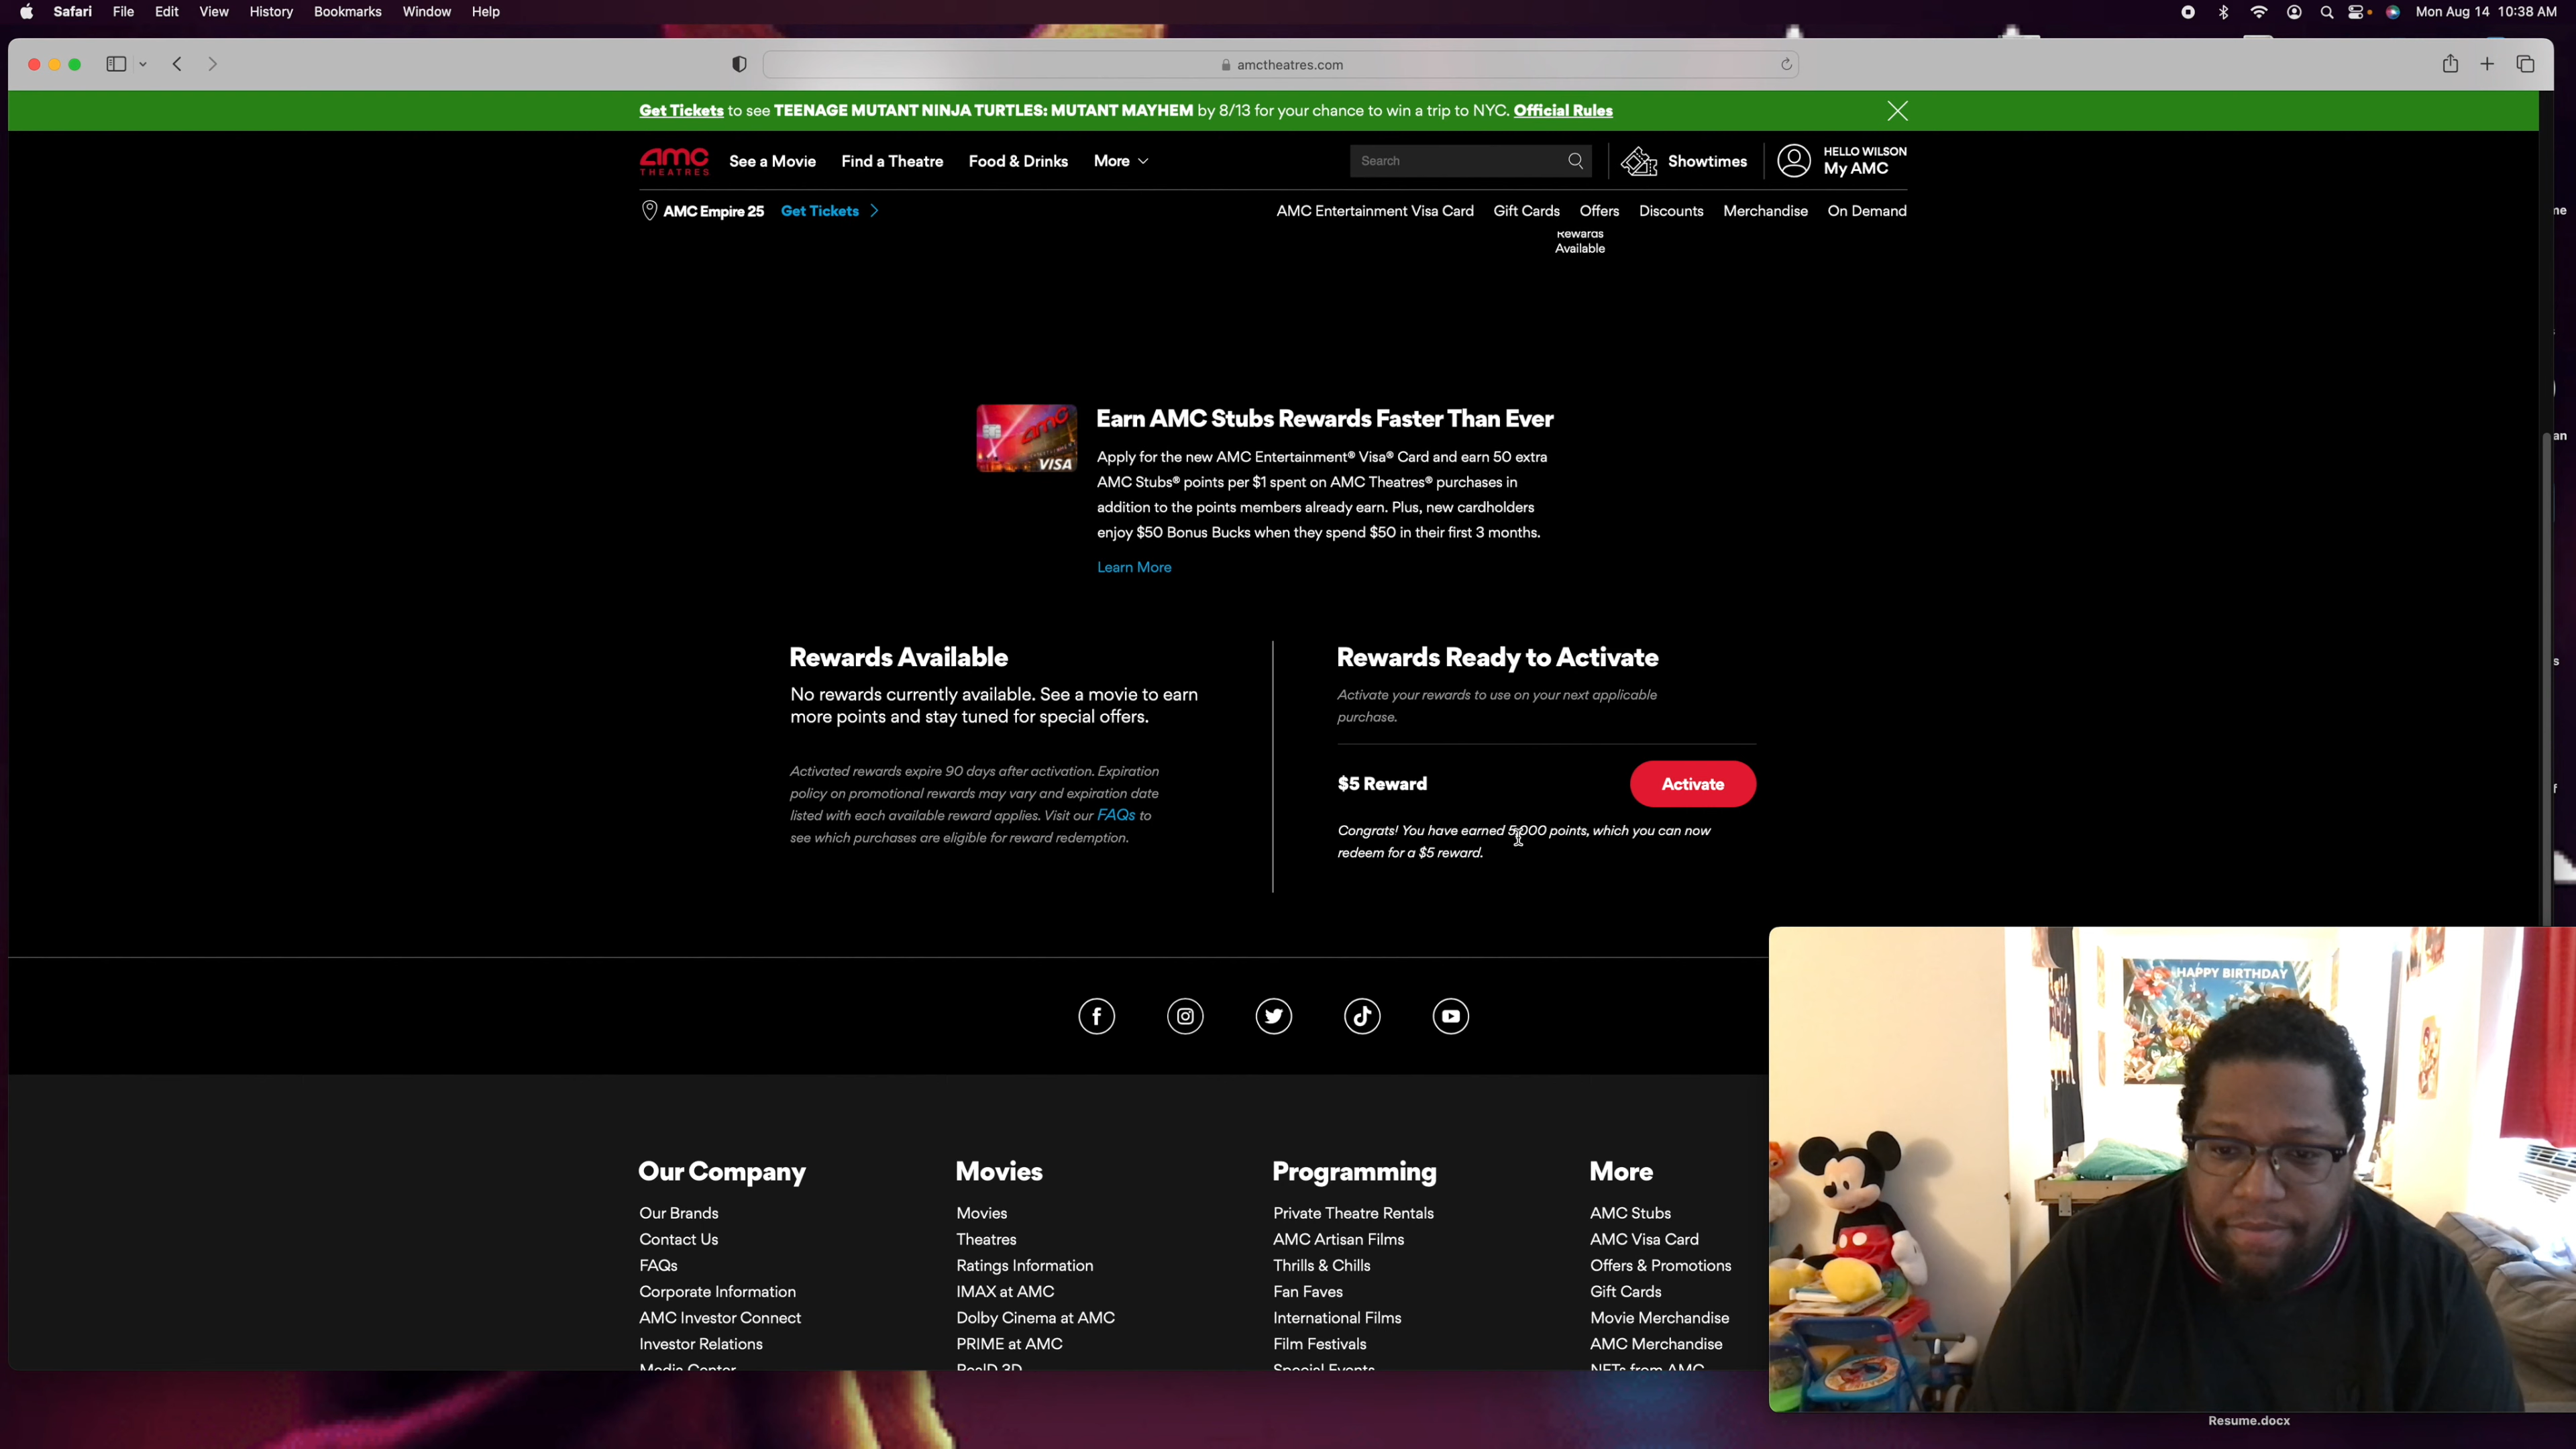 Safari File Edit View History Bookmarks Window Help
Mon Aug 14 10:38 AM
amctheatres.com
Get Tickets to see TEENAGE MUTANT NINJA TURTLES: MUTANT MAYHEM by 8/13 for your chance to win a trip to NYC. Official Rules
amc THEATRES
See a Movie Find a Theatre Food & Drinks More
Search
Showtimes
HELLO WILSON
My AMC
AMC Empire 25 Get Tickets
AMC Entertainment Visa Card Gift Cards Offers Discounts Merchandise On Demand
Rewards
Available
amc
VISA
Earn AMC Stubs Rewards Faster Than Ever
Apply for the new AMC Entertainment® Visa® Card and earn 50 extra
AMC Stubs® points per $1 spent on AMC Theatres® purchases in
addition to the points members already earn. Plus, new cardholders
enjoy $50 Bonus Bucks when they spend $50 in their first 3 months.
Learn More
Rewards Available
No rewards currently available. See a movie to earn
more points and stay tuned for special offers.
Activated rewards expire 90 days after activation. Expiration
policy on promotional rewards may vary and expiration date
listed with each available reward applies. Visit our FAQs to
see which purchases are eligible for reward redemption.
Rewards Ready to Activate
Activate your rewards to use on your next applicable
purchase.
$5 Reward
Activate
Congrats! You have earned 5,000 points, which you can now
redeem for a $5 reward.
HAPPY BIRTHDAY
Our Company
Our Brands
Contact Us
FAQs
Corporate Information
AMC Investor Connect
Investor Relations
Media Center
Movies
Movies
Theatres
Ratings Information
IMAX at AMC
Dolby Cinema at AMC
PRIME at AMC
RealD 3D
Programming
Private Theatre Rentals
AMC Artisan Films
Thrills & Chills
Fan Faves
International Films
Film Festivals
Special Events
More
AMC Stubs
AMC Visa Card
Offers & Promotions
Gift Cards
Movie Merchandise
AMC Merchandise
NFTs from AMC
Resume.docx